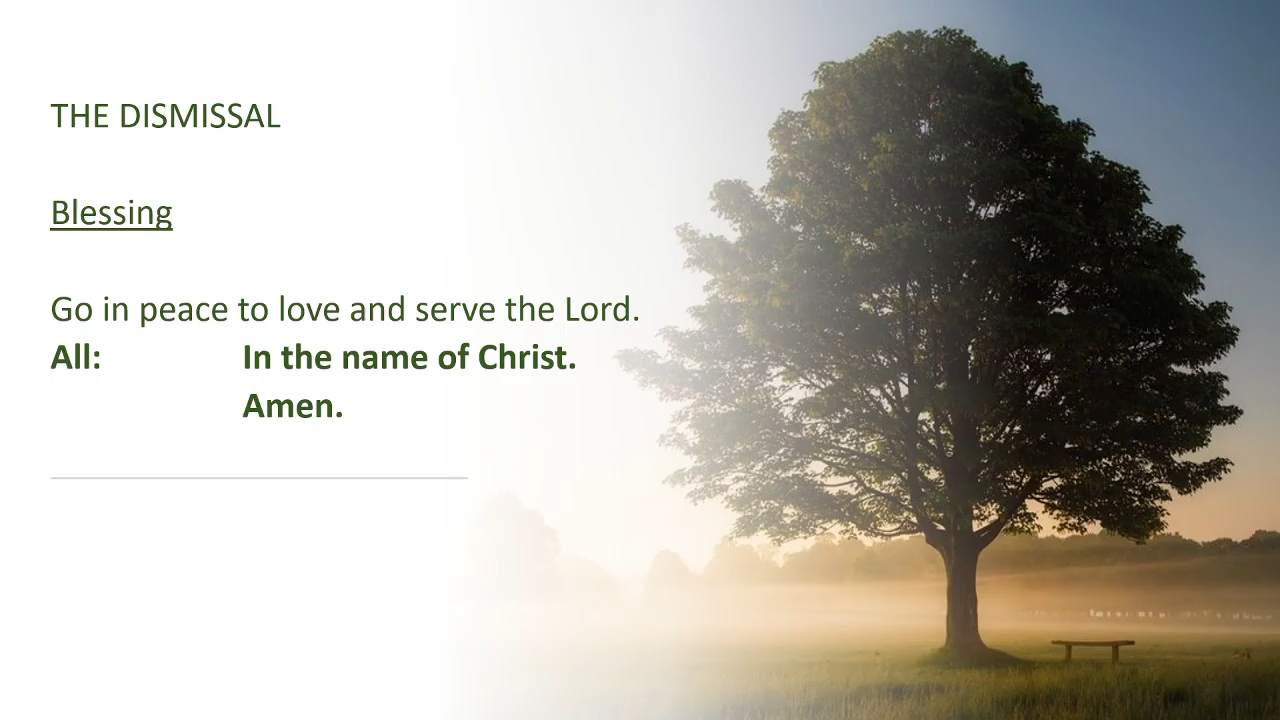 THE DISMISSAL
Blessing
Go in peace to love and serve the Lord.
All: In the name of Christ.
Amen.